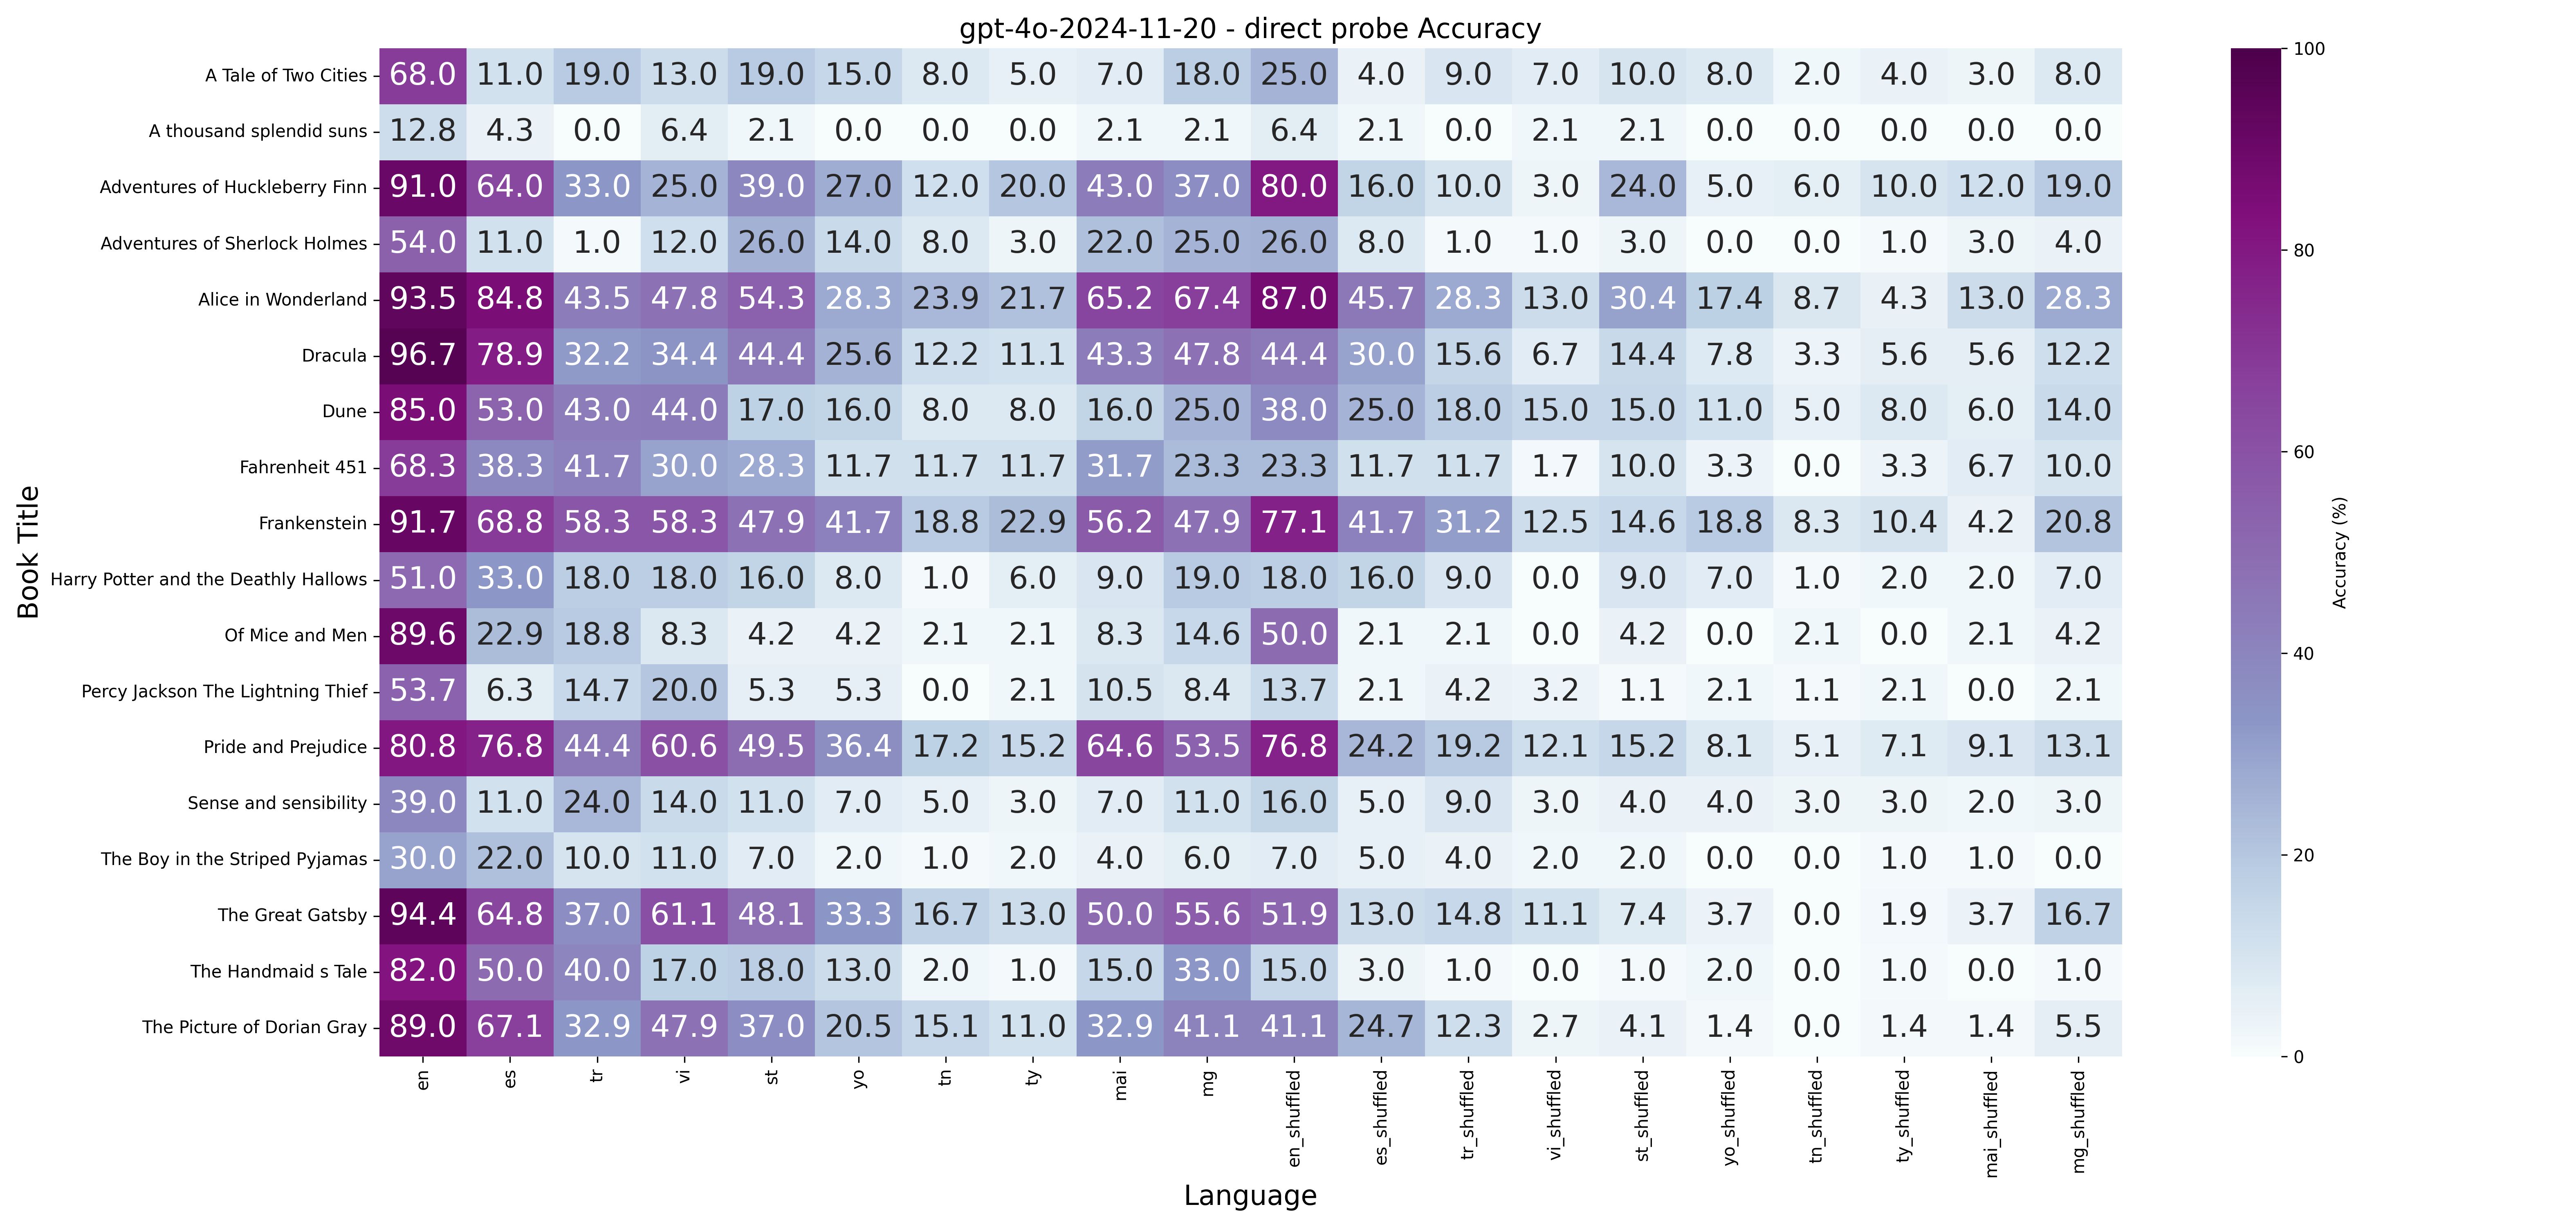 gpt-4o-2024-11-20 - direct probe Accuracy
A Tale of Two Cities 68.0 11.0 19.0 13.0 19.0 15.0 8.0 5.0 7.0 18.0 25.0 4.0 9.0 7.0 10.0 8.0 2.0 4.0 3.0 8.0
A thousand splendid suns 12.8 4.3 0.0 6.4 2.1 0.0 0.0 0.0 2.1 2.1 6.4 2.1 0.0 2.1 2.1 0.0 0.0 0.0 0.0 0.0
Adventures of Huckleberry Finn 91.0 64.0 33.0 25.0 39.0 27.0 12.0 20.0 43.0 37.0 80.0 16.0 10.0 3.0 24.0 5.0 6.0 10.0 12.0 19.0
Adventures of Sherlock Holmes 54.0 11.0 1.0 12.0 26.0 14.0 8.0 3.0 22.0 25.0 26.0 8.0 1.0 1.0 3.0 0.0 0.0 1.0 3.0 4.0
Alice in Wonderland 93.5 84.8 43.5 47.8 54.3 28.3 23.9 21.7 65.2 67.4 87.0 45.7 28.3 13.0 30.4 17.4 8.7 4.3 13.0 28.3
Dracula 96.7 78.9 32.2 34.4 44.4 25.6 12.2 11.1 43.3 47.8 44.4 30.0 15.6 6.7 14.4 7.8 3.3 5.6 5.6 12.2
Dune 85.0 53.0 43.0 44.0 17.0 16.0 8.0 8.0 16.0 25.0 38.0 25.0 18.0 15.0 15.0 11.0 5.0 8.0 6.0 14.0
Fahrenheit 451 68.3 38.3 41.7 30.0 28.3 11.7 11.7 11.7 31.7 23.3 23.3 11.7 11.7 1.7 10.0 3.3 0.0 3.3 6.7 10.0
Frankenstein 91.7 68.8 58.3 58.3 47.9 41.7 18.8 22.9 56.2 47.9 77.1 41.7 31.2 12.5 14.6 18.8 8.3 10.4 4.2 20.8
Harry Potter and the Deathly Hallows 51.0 33.0 18.0 18.0 16.0 8.0 1.0 6.0 9.0 19.0 18.0 16.0 9.0 0.0 9.0 7.0 1.0 2.0 2.0 7.0
Of Mice and Men 89.6 22.9 18.8 8.3 4.2 4.2 2.1 2.1 8.3 14.6 50.0 2.1 2.1 0.0 4.2 0.0 2.1 0.0 2.1 4.2
Percy Jackson The Lightning Thief 53.7 6.3 14.7 20.0 5.3 5.3 0.0 2.1 10.5 8.4 13.7 2.1 4.2 3.2 1.1 2.1 1.1 2.1 0.0 2.1
Pride and Prejudice 80.8 76.8 44.4 60.6 49.5 36.4 17.2 15.2 64.6 53.5 76.8 24.2 19.2 12.1 15.2 8.1 5.1 7.1 9.1 13.1
Sense and sensibility 39.0 11.0 24.0 14.0 11.0 7.0 5.0 3.0 7.0 11.0 16.0 5.0 9.0 3.0 4.0 4.0 3.0 3.0 2.0 3.0
The Boy in the Striped Pyjamas 30.0 22.0 10.0 11.0 7.0 2.0 1.0 2.0 4.0 6.0 7.0 5.0 4.0 2.0 2.0 0.0 0.0 1.0 1.0 0.0
The Great Gatsby 94.4 64.8 37.0 61.1 48.1 33.3 16.7 13.0 50.0 55.6 51.9 13.0 14.8 11.1 7.4 3.7 0.0 1.9 3.7 16.7
The Handmaid s Tale 82.0 50.0 40.0 17.0 18.0 13.0 2.0 1.0 15.0 33.0 15.0 3.0 1.0 0.0 1.0 2.0 0.0 1.0 0.0 1.0
The Picture of Dorian Gray 89.0 67.1 32.9 47.9 37.0 20.5 15.1 11.0 32.9 41.1 41.1 24.7 12.3 2.7 4.1 1.4 0.0 1.4 1.4 5.5
en es tr vi st yo tn ty mai mg en_shuffled es_shuffled tr_shuffled vi_shuffled st_shuffled yo_shuffled tn_shuffled ty_shuffled mai_shuffled mg_shuffled
Language
Book Title
100
80
60
40
20
0
Accuracy (%)